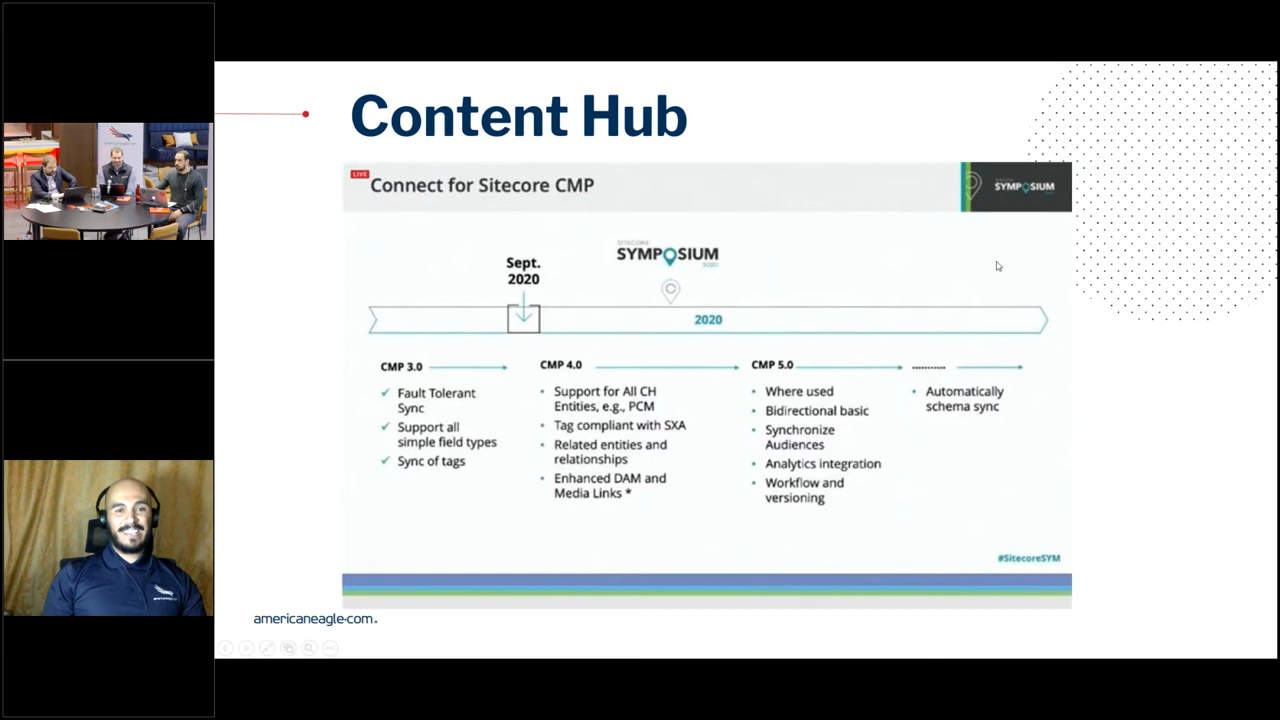 Content Hub
LIVE
Connect for Sitecore CMP
SYMPOSIUM
SITECORE
SYMPOSIUM
2020
Sept.
2020
2020
CMP 3.0
Fault Tolerant
Sync
Support all
simple field types
Sync of tags
CMP 4.0
Support for All CH
Entities, e.g., PCM
Tag compliant with SXA
Related entities and
relationships
Enhanced DAM and
Media Links *
CMP 5.0
Where used
Bidirectional basic
Synchronize
Audiences
Analytics integration
Workflow and
versioning
..........
Automatically
schema sync
#SitecoreSYM
americaneagle.com.